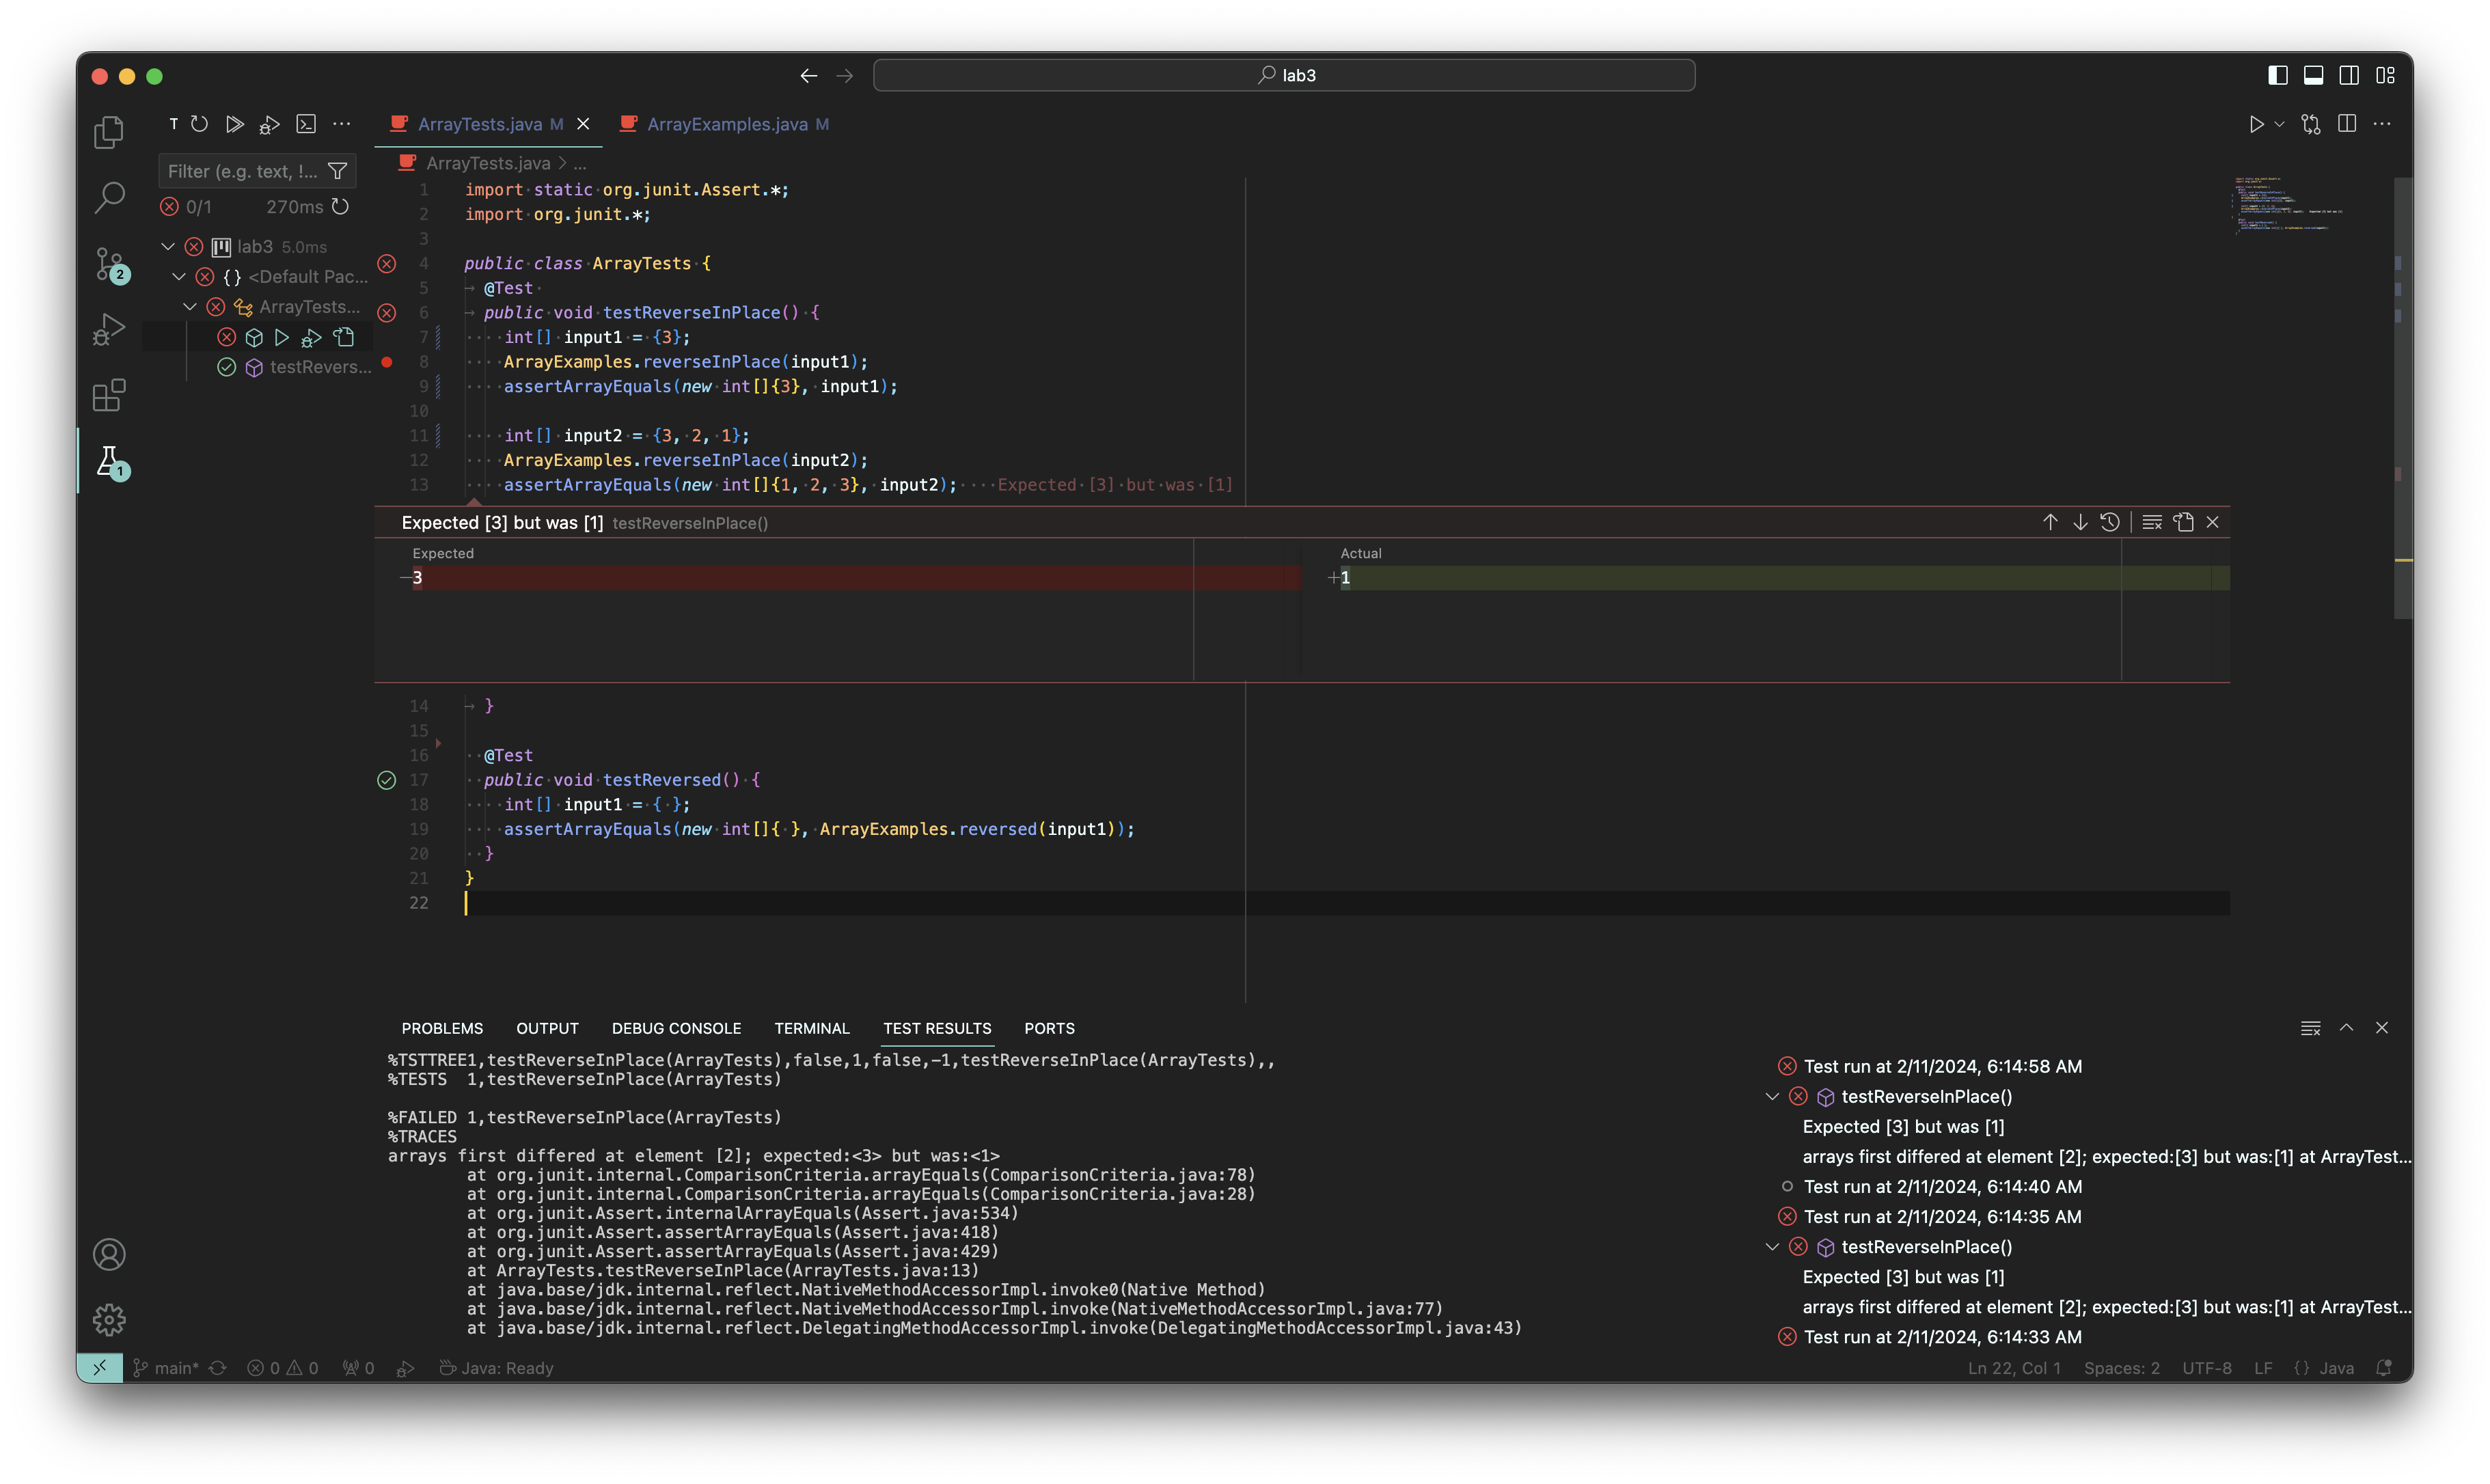 lab3
T
ArrayTests.java M
ArrayExamples.java M
Filter (e.g. text, !...
0/1 270ms
lab3 5.0ms
{} <Default Pac...
ArrayTests...
testRevers...
2
1
ArrayTests.java > ...
1 import static org.junit.Assert.*;
2 import org.junit.*;
3
4 public class ArrayTests {
5 @Test
6 public void testReverseInPlace() {
7 int[] input1 = {3};
8 ArrayExamples.reverseInPlace(input1);
9 assertArrayEquals(new int[]{3}, input1);
10
11 int[] input2 = {3, 2, 1};
12 ArrayExamples.reverseInPlace(input2);
13 assertArrayEquals(new int[]{1, 2, 3}, input2); Expected [3] but was [1]
Expected [3] but was [1] testReverseInPlace()
Expected
Actual
3
1
14 }
15
16 @Test
17 public void testReversed() {
18 int[] input1 = { };
19 assertArrayEquals(new int[]{ }, ArrayExamples.reversed(input1));
20 }
21 }
22
PROBLEMS OUTPUT DEBUG CONSOLE TERMINAL TEST RESULTS PORTS
%TSTTREE1,testReverseInPlace(ArrayTests),false,1,false,-1,testReverseInPlace(ArrayTests),,
%TESTS 1,testReverseInPlace(ArrayTests)
%FAILED 1,testReverseInPlace(ArrayTests)
%TRACES
arrays first differed at element [2]; expected:<3> but was:<1>
at org.junit.internal.ComparisonCriteria.arrayEquals(ComparisonCriteria.java:78)
at org.junit.internal.ComparisonCriteria.arrayEquals(ComparisonCriteria.java:28)
at org.junit.Assert.internalArrayEquals(Assert.java:534)
at org.junit.Assert.assertArrayEquals(Assert.java:418)
at org.junit.Assert.assertArrayEquals(Assert.java:429)
at ArrayTests.testReverseInPlace(ArrayTests.java:13)
at java.base/jdk.internal.reflect.NativeMethodAccessorImpl.invoke0(Native Method)
at java.base/jdk.internal.reflect.NativeMethodAccessorImpl.invoke(NativeMethodAccessorImpl.java:77)
at java.base/jdk.internal.reflect.DelegatingMethodAccessorImpl.invoke(DelegatingMethodAccessorImpl.java:43)
Test run at 2/11/2024, 6:14:58 AM
testReverseInPlace()
Expected [3] but was [1]
arrays first differed at element [2]; expected:[3] but was:[1] at ArrayTest...
Test run at 2/11/2024, 6:14:40 AM
Test run at 2/11/2024, 6:14:35 AM
testReverseInPlace()
Expected [3] but was [1]
arrays first differed at element [2]; expected:[3] but was:[1] at ArrayTest...
Test run at 2/11/2024, 6:14:33 AM
main* 0 0 0 Java: Ready
Ln 22, Col 1 Spaces: 2 UTF-8 LF {} Java